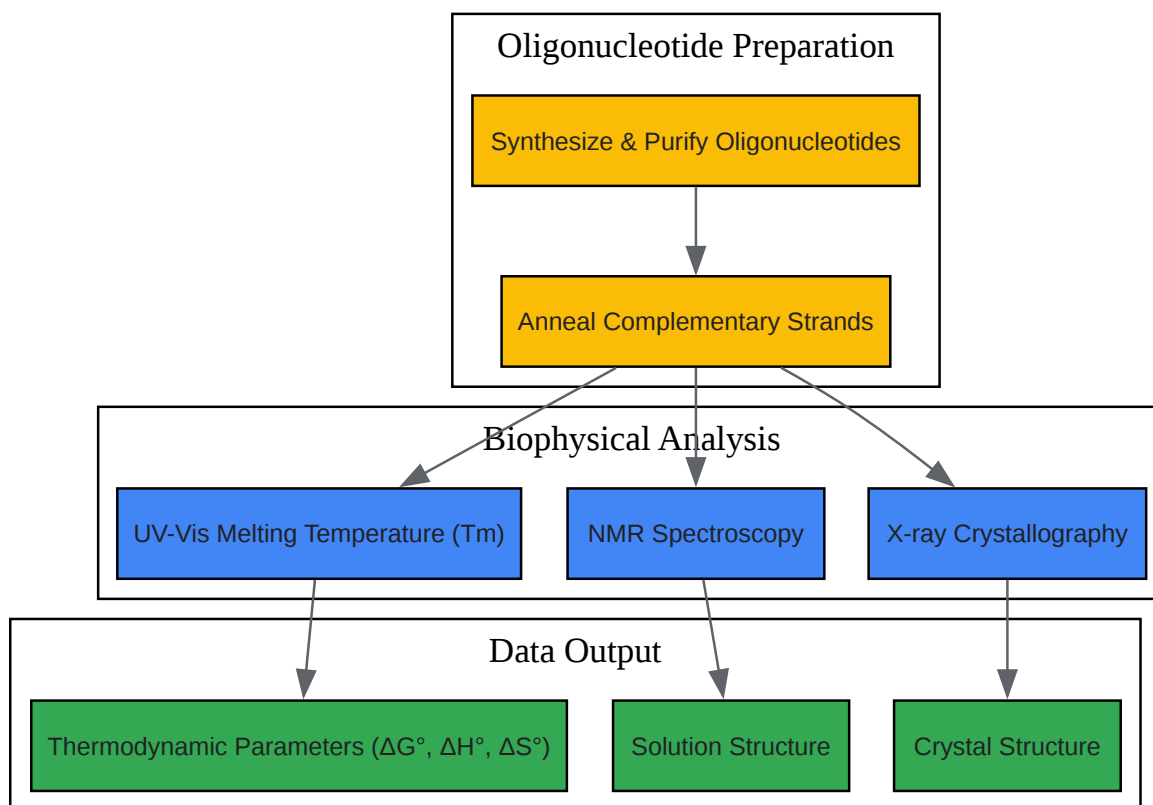 Oligonucleotide Preparation
Synthesize & Purify Oligonucleotides
Anneal Complementary Strands
Biophysical Analysis
UV-Vis Melting Temperature (Tm)
NMR Spectroscopy
X-ray Crystallography
Data Output
Thermodynamic Parameters (ΔG°, ΔH°, ΔS°)
Solution Structure
Crystal Structure